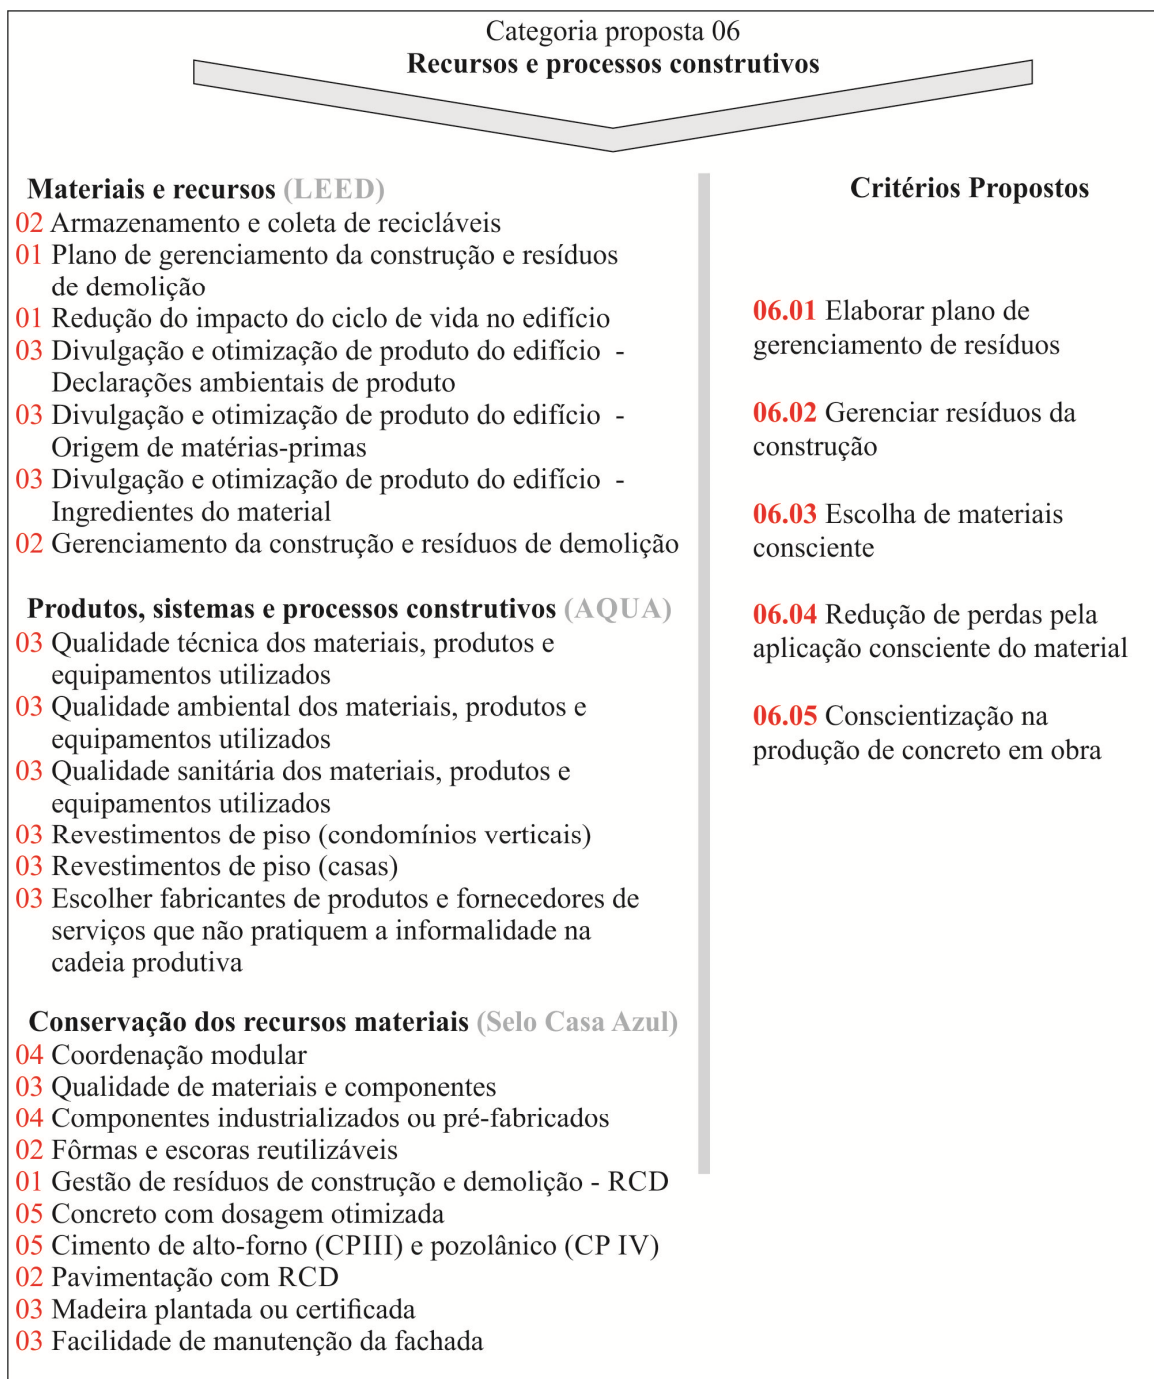 Categoria proposta 06
Recursos e processos construtivos
Materiais e recursos (LEED)
02 Armazenamento e coleta de recicláveis
01 Plano de gerenciamento da construção e resíduos
de demolição
01 Redução do impacto do ciclo de vida no edifício
03 Divulgação e otimização de produto do edifício -
Declarações ambientais de produto
03 Divulgação e otimização de produto do edifício -
Origem de matérias-primas
03 Divulgação e otimização de produto do edifício -
Ingredientes do material
02 Gerenciamento da construção e resíduos de demolição
Produtos, sistemas e processos construtivos (AQUA)
03 Qualidade técnica dos materiais, produtos e
equipamentos utilizados
03 Qualidade ambiental dos materiais, produtos e
equipamentos utilizados
03 Qualidade sanitária dos materiais, produtos e
equipamentos utilizados
03 Revestimentos de piso (condomínios verticais)
03 Revestimentos de piso (casas)
03 Escolher fabricantes de produtos e fornecedores de
serviços que não pratiquem a informalidade na
cadeia produtiva
Conservação dos recursos materiais (Selo Casa Azul)
04 Coordenação modular
03 Qualidade de materiais e componentes
04 Componentes industrializados ou pré-fabricados
02 Fôrmas e escoras reutilizáveis
01 Gestão de resíduos de construção e demolição - RCD
05 Concreto com dosagem otimizada
05 Cimento de alto-forno (CPIII) e pozolânico (CP IV)
02 Pavimentação com RCD
03 Madeira plantada ou certificada
03 Facilidade de manutenção da fachada
Critérios Propostos
06.01 Elaborar plano de
gerenciamento de resíduos
06.02 Gerenciar resíduos da
construção
06.03 Escolha de materiais
consciente
06.04 Redução de perdas pela
aplicação consciente do material
06.05 Conscientização na
produção de concreto em obra